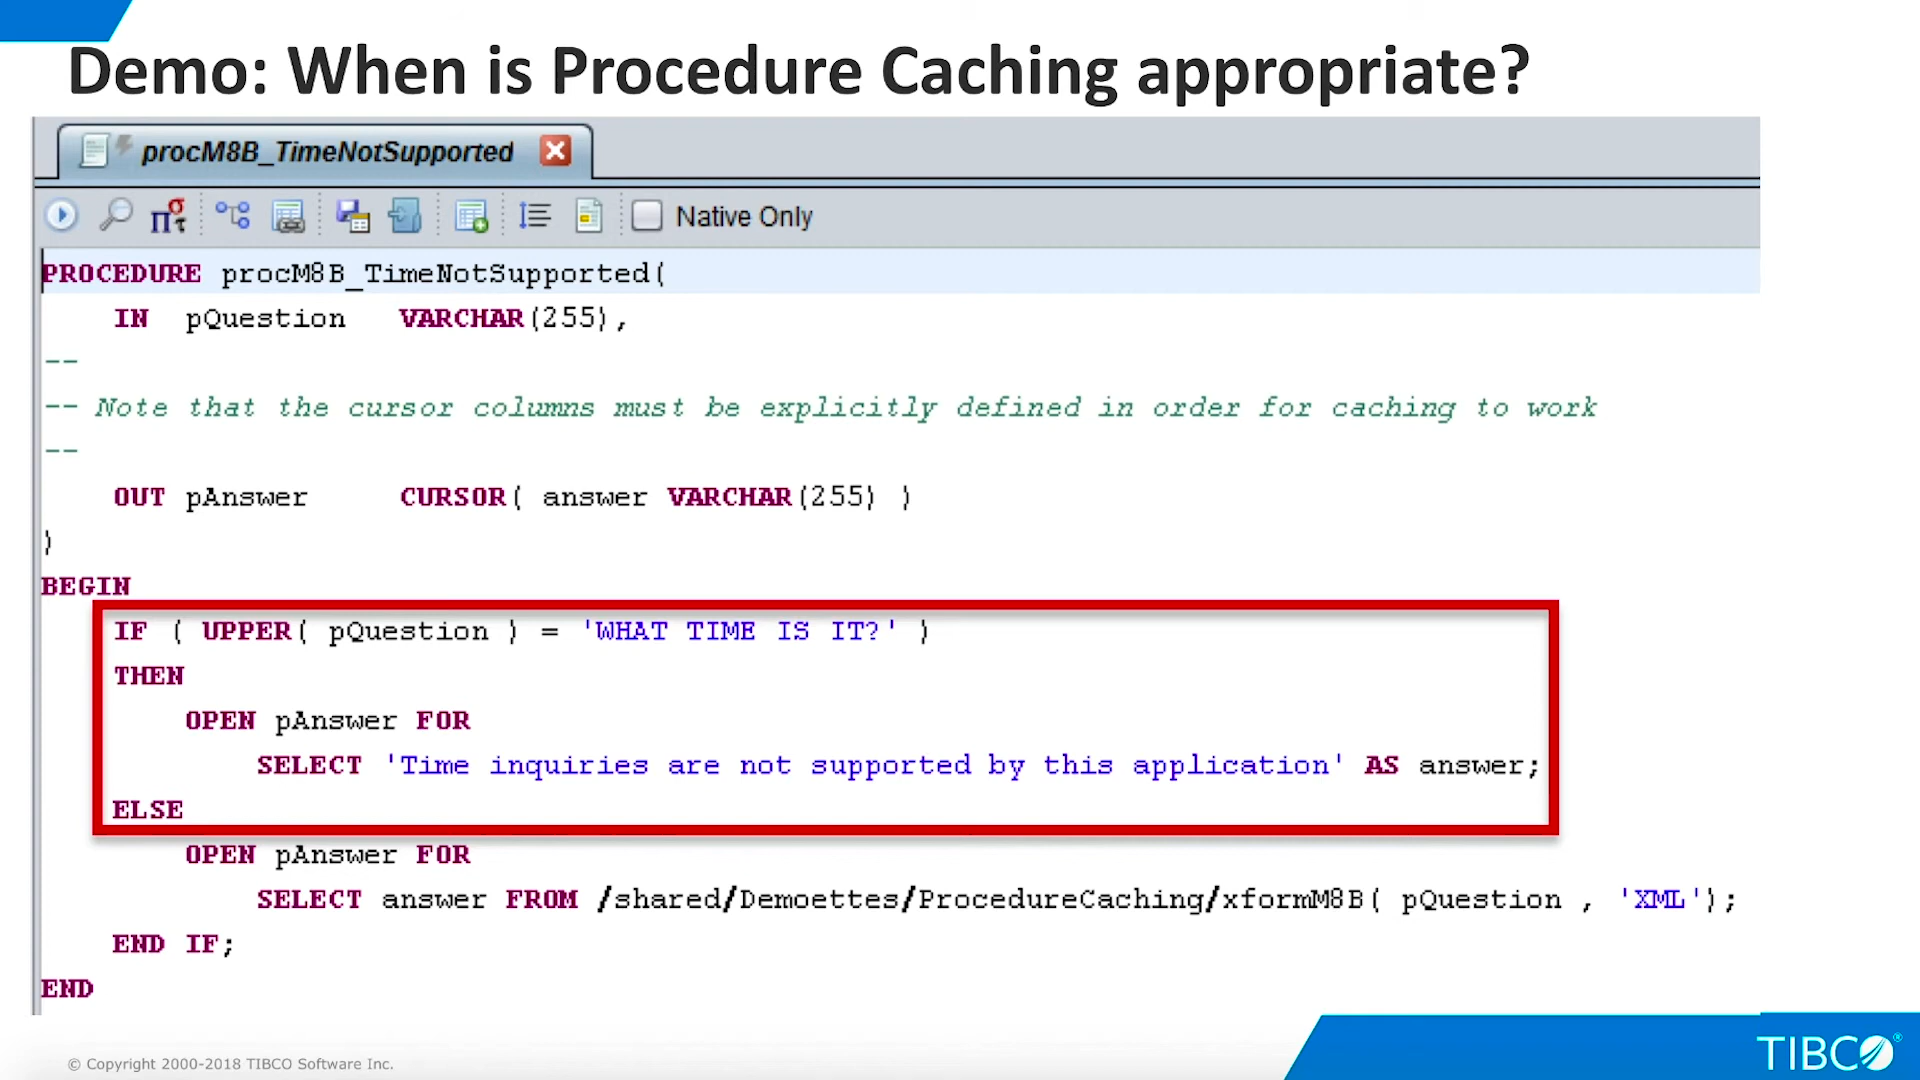 Demo: When is Procedure Caching appropriate?
procM8B_TimeNotSupported
Native Only
PROCEDURE procM8B_TimeNotSupported(
IN pQuestion VARCHAR(255),
--
-- Note that the cursor columns must be explicitly defined in order for caching to work
--
OUT pAnswer CURSOR( answer VARCHAR(255) )
)
BEGIN
IF ( UPPER( pQuestion ) = 'WHAT TIME IS IT?' )
THEN
OPEN pAnswer FOR
SELECT 'Time inquiries are not supported by this application' AS answer;
ELSE
OPEN pAnswer FOR
SELECT answer FROM /shared/Demoettes/ProcedureCaching/xformM8B( pQuestion , 'XML');
END IF;
END
© Copyright 2000-2018 TIBCO Software Inc.
TIBCO®